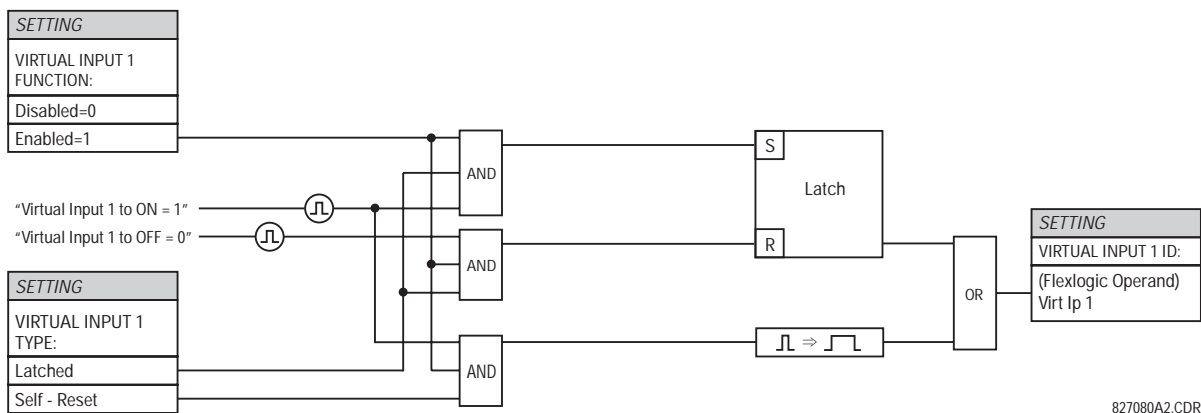 SETTING
VIRTUAL INPUT 1
FUNCTION:
Disabled=0
Enabled=1
“Virtual Input 1 to ON = 1”
“Virtual Input 1 to OFF = 0”
SETTING
VIRTUAL INPUT 1
TYPE:
Latched
Self - Reset
AND
AND
AND
S
Latch
R
OR
SETTING
VIRTUAL INPUT 1 ID:
(Flexlogic Operand)
Virt Ip 1
827080A2.CDR